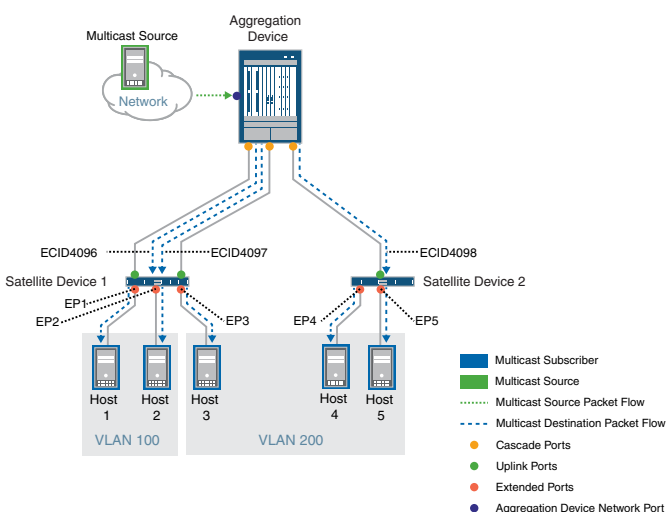 Aggregation
Device
Multicast Source
Network
ECID4096
ECID4097
ECID4098
Satellite Device 1
Satellite Device 2
EP1
EP2
EP3
EP4
EP5
Host
1
Host
2
Host
3
Host
4
Host
5
VLAN 100
VLAN 200
Multicast Subscriber
Multicast Source
Multicast Source Packet Flow
Multicast Destination Packet Flow
Cascade Ports
Uplink Ports
Extended Ports
Aggregation Device Network Port